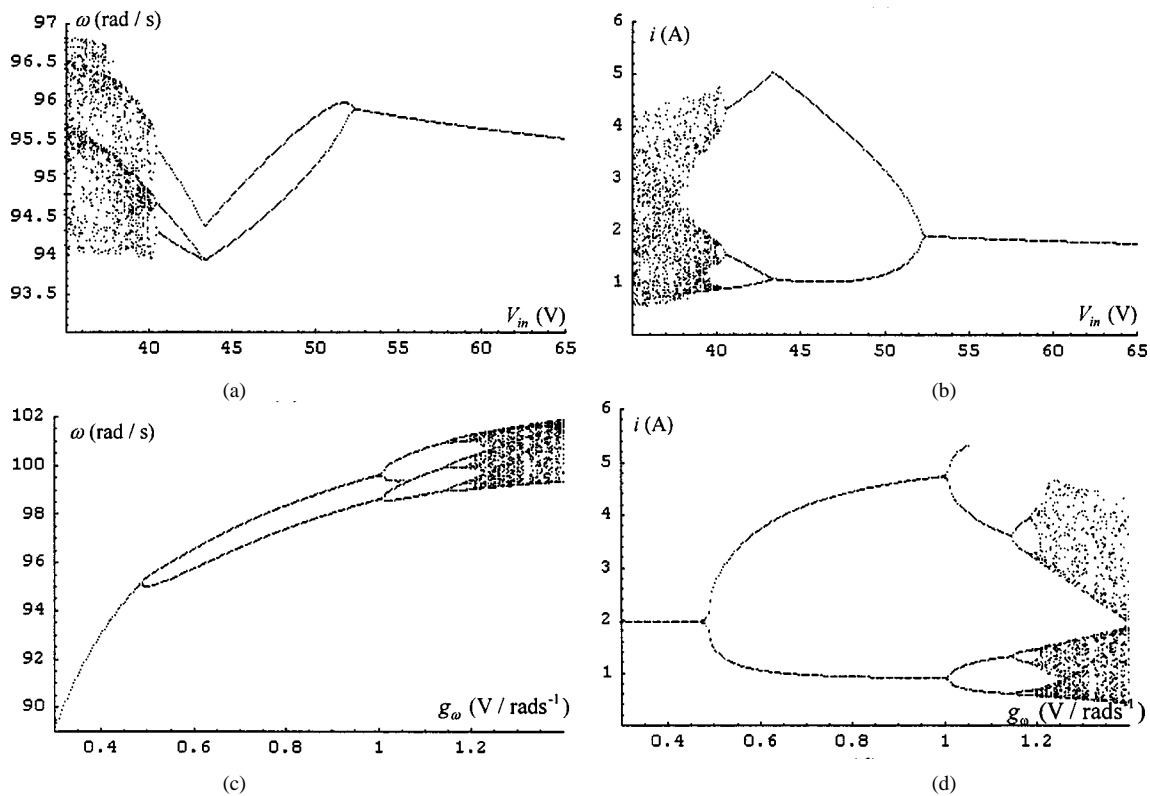 97
ω (rad / s)
96.5
96
95.5
95
94.5
94
93.5
V_in (V)
40 45 50 55 60 65
(a)
6
i (A)
5
4
3
2
1
V_in (V)
40 45 50 55 60 65
(b)
102
ω (rad / s)
100
98
96
94
92
90
g_ω (V / rads⁻¹)
0.4 0.6 0.8 1 1.2
(c)
6
i (A)
5
4
3
2
1
g_ω (V / rads⁻¹)
0.4 0.6 0.8 1 1.2
(d)